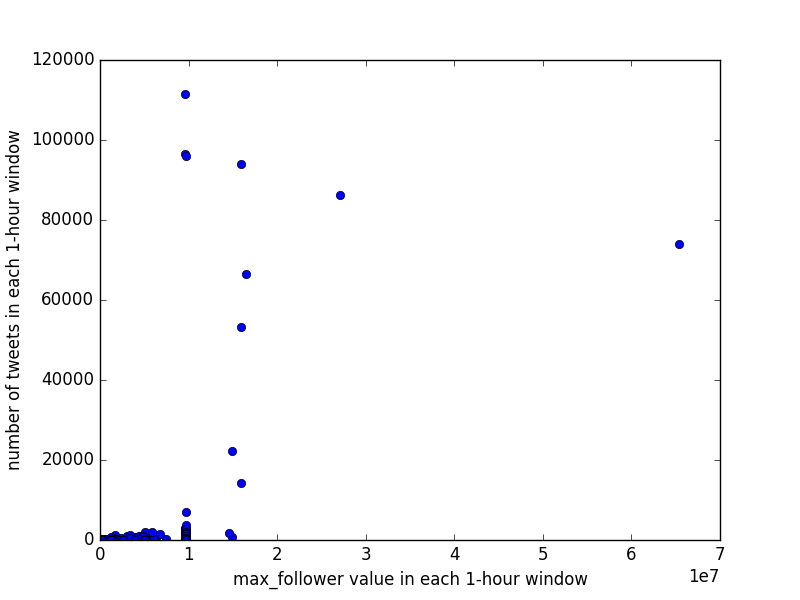 120000
100000
80000
60000
40000
20000
0
number of tweets in each 1-hour window
0 1 2 3 4 5 6 7
1e7
max_follower value in each 1-hour window